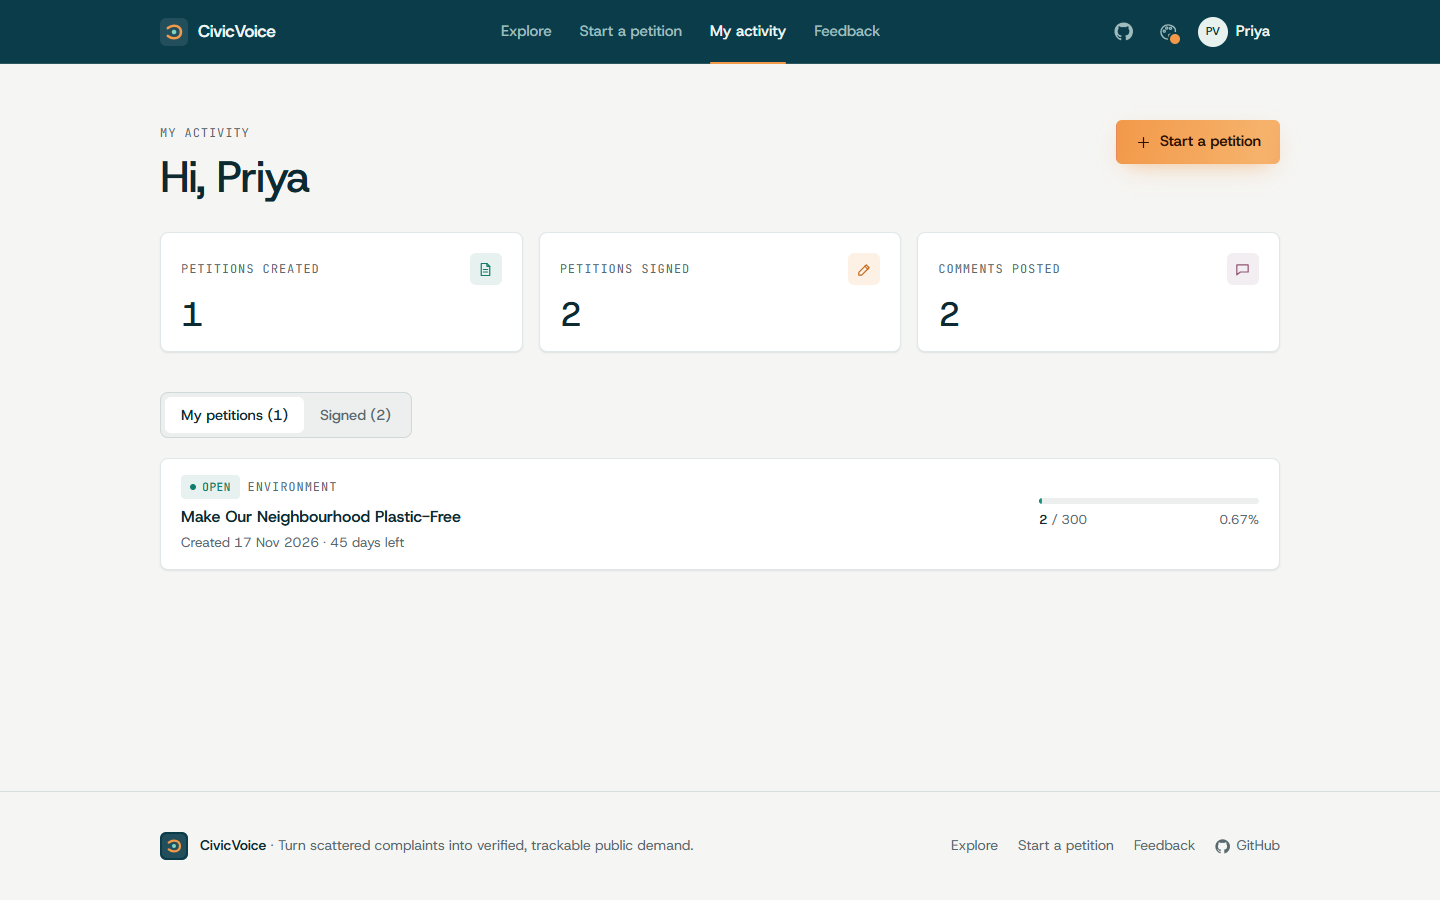 CivicVoice
Explore
Start a petition
My activity
Feedback
PV
Priya
MY ACTIVITY
Hi, Priya
Start a petition
PETITIONS CREATED
1
PETITIONS SIGNED
2
COMMENTS POSTED
2
My petitions (1)
Signed (2)
OPEN ENVIRONMENT
Make Our Neighbourhood Plastic-Free
Created 17 Nov 2026 · 45 days left
2 / 300
0.67%
CivicVoice · Turn scattered complaints into verified, trackable public demand.
Explore
Start a petition
Feedback
GitHub